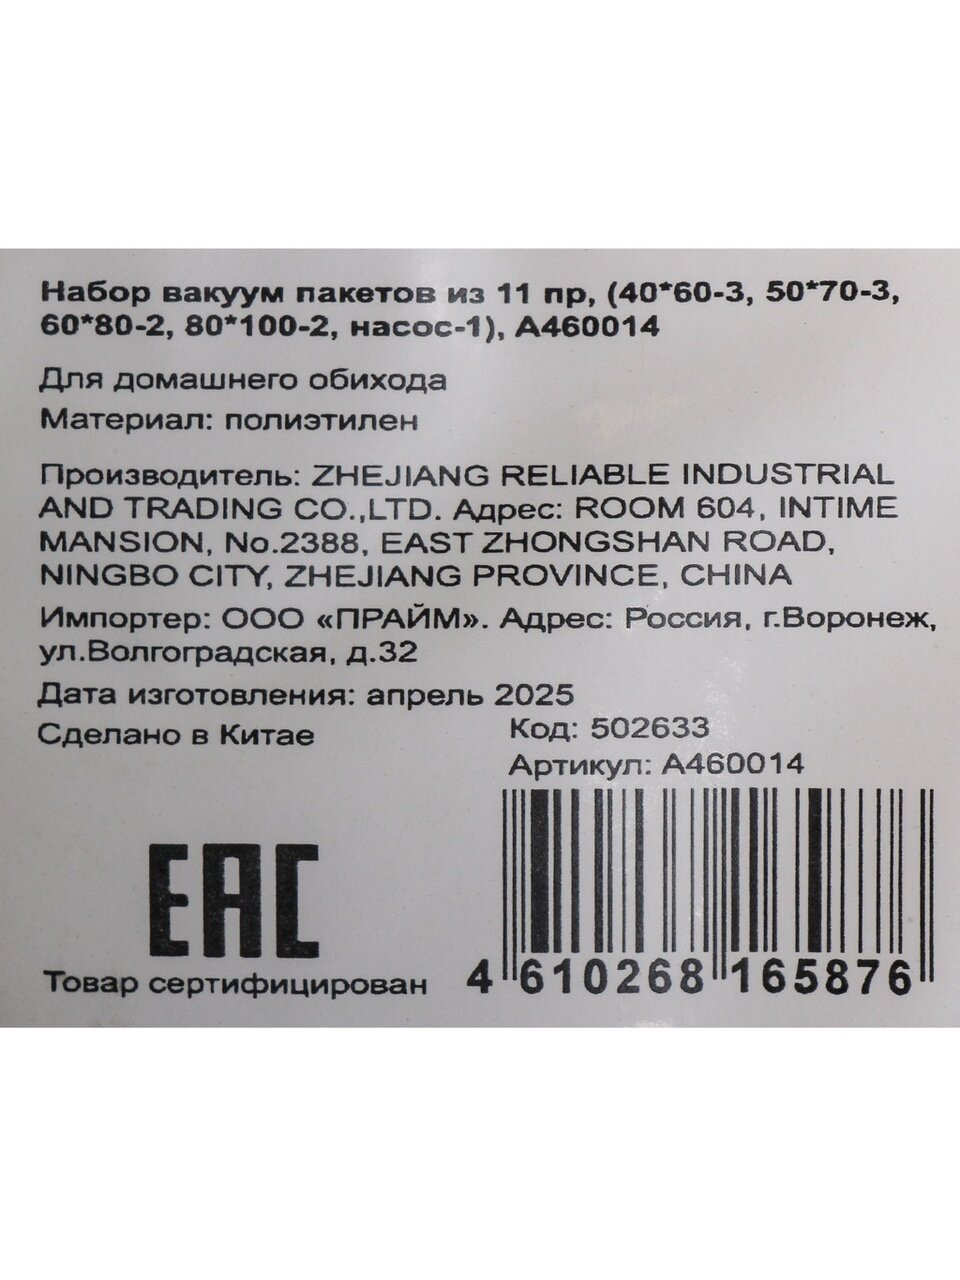 Набор вакуум пакетов из 11 пр, (40*60-3, 50*70-3,
60*80-2, 80*100-2, насос-1), А460014
Для домашнего обихода
Материал: полиэтилен
Производитель: ZHEJIANG RELIABLE INDUSTRIAL
AND TRADING CO.,LTD. Адрес: ROOM 604, INTIME
MANSION, No.2388, EAST ZHONGSHAN ROAD,
NINGBO CITY, ZHEJIANG PROVINCE, CHINA
Импортер: ООО «ПРАЙМ». Адрес: Россия, г.Воронеж,
ул.Волгоградская, д.32
Дата изготовления: апрель 2025
Сделано в Китае
Код: 502633
Артикул: А460014
EAC
Товар сертифицирован
4 610268 165876